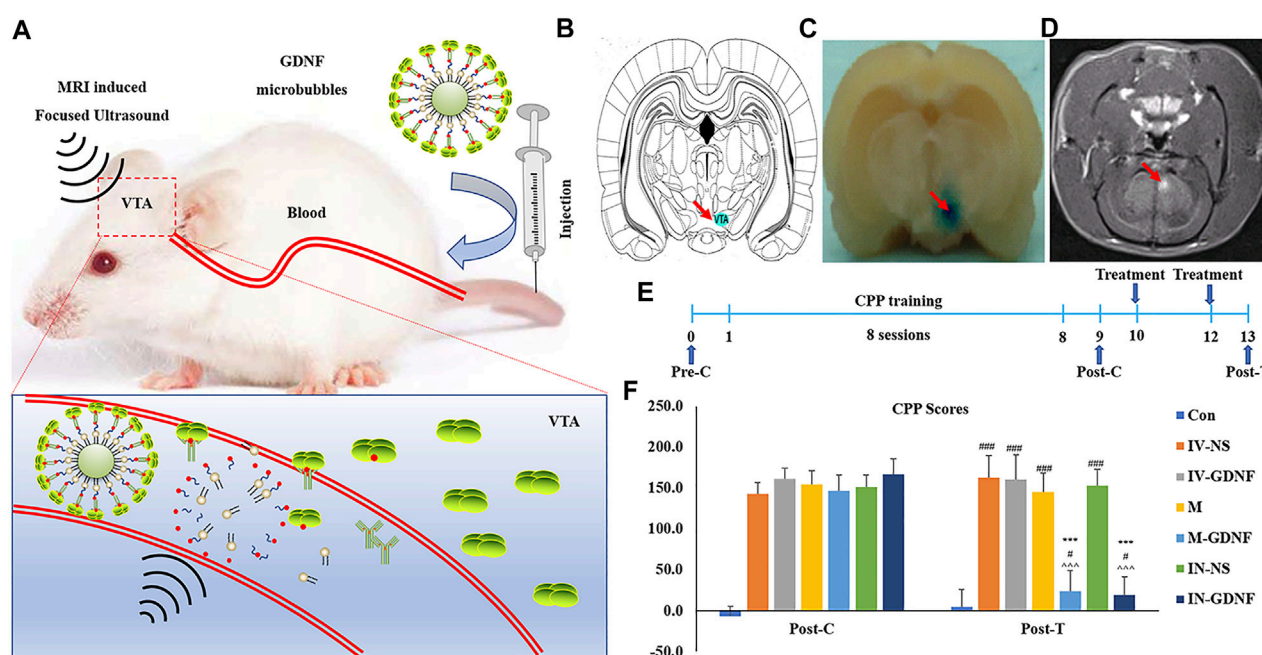 A
MRI induced
Focused Ultrasound
GDNF
microbubbles
VTA
Blood
Injection
VTA
B
VTA
C
D
E
Treatment
Treatment
CPP training
0
1
8 sessions
8
9
10
12
13
Pre-C
Post-C
Post-T
F
CPP Scores
250.0
200.0
150.0
100.0
50.0
0.0
-50.0
###
###
###
###
***
#
^^^
***
#
^^^
Post-C
Post-T
Con
IV-NS
IV-GDNF
M
M-GDNF
IN-NS
IN-GDNF